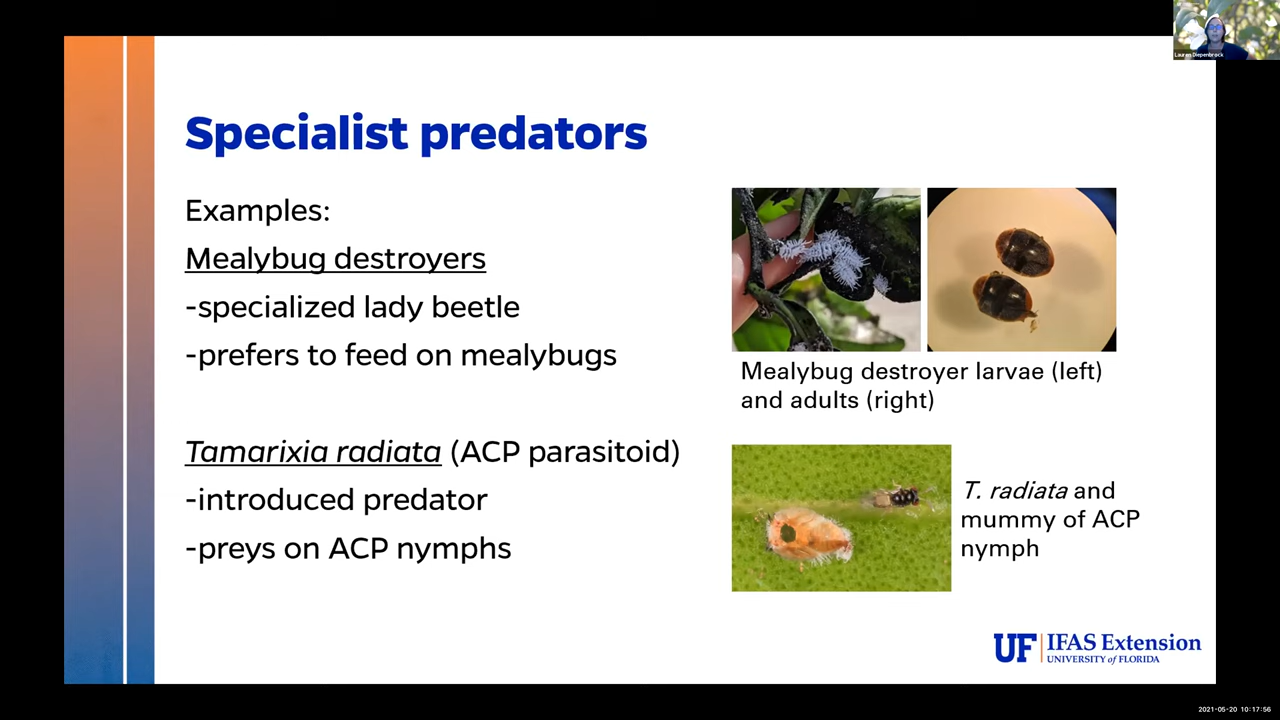 Lauren Diepenbrock
Specialist predators
Examples:
Mealybug destroyers
-specialized lady beetle
-prefers to feed on mealybugs
Mealybug destroyer larvae (left)
and adults (right)
Tamarixia radiata (ACP parasitoid)
-introduced predator
-preys on ACP nymphs
T. radiata and
mummy of ACP
nymph
UF IFAS Extension
UNIVERSITY of FLORIDA
2021-05-20 10:17:56